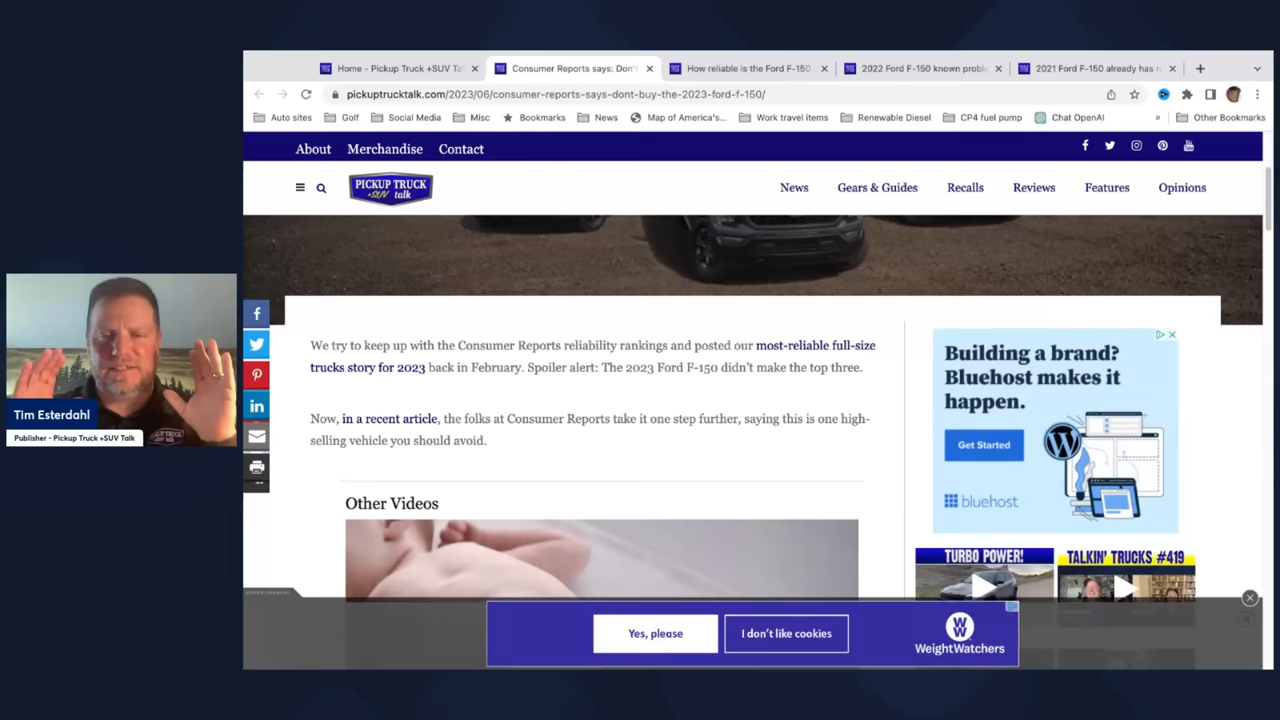 Home - Pickup Truck +SUV Ta
Consumer Reports says: Don'
How reliable is the Ford F-150
2022 Ford F-150 known proble
2021 Ford F-150 already has
pickuptrucktalk.com/2023/06/consumer-reports-says-dont-buy-the-2023-ford-f-150/
Auto sites
Golf
Social Media
Misc
Bookmarks
News
Map of America's...
Work travel items
Renewable Diesel
CP4 fuel pump
Chat OpenAI
»
Other Bookmarks
About
Merchandise
Contact
PICKUP TRUCK
+SUV talk
News
Gears & Guides
Recalls
Reviews
Features
Opinions
We try to keep up with the Consumer Reports reliability rankings and posted our most-reliable full-size
trucks story for 2023 back in February. Spoiler alert: The 2023 Ford F-150 didn't make the top three.
Now, in a recent article, the folks at Consumer Reports take it one step further, saying this is one high-
selling vehicle you should avoid.
Other Videos
Building a brand?
Bluehost makes it
happen.
Get Started
bluehost
TURBO POWER!
TALKIN' TRUCKS #419
Yes, please
I don't like cookies
WW
WeightWatchers
Tim Esterdahl
Publisher - Pickup Truck +SUV Talk